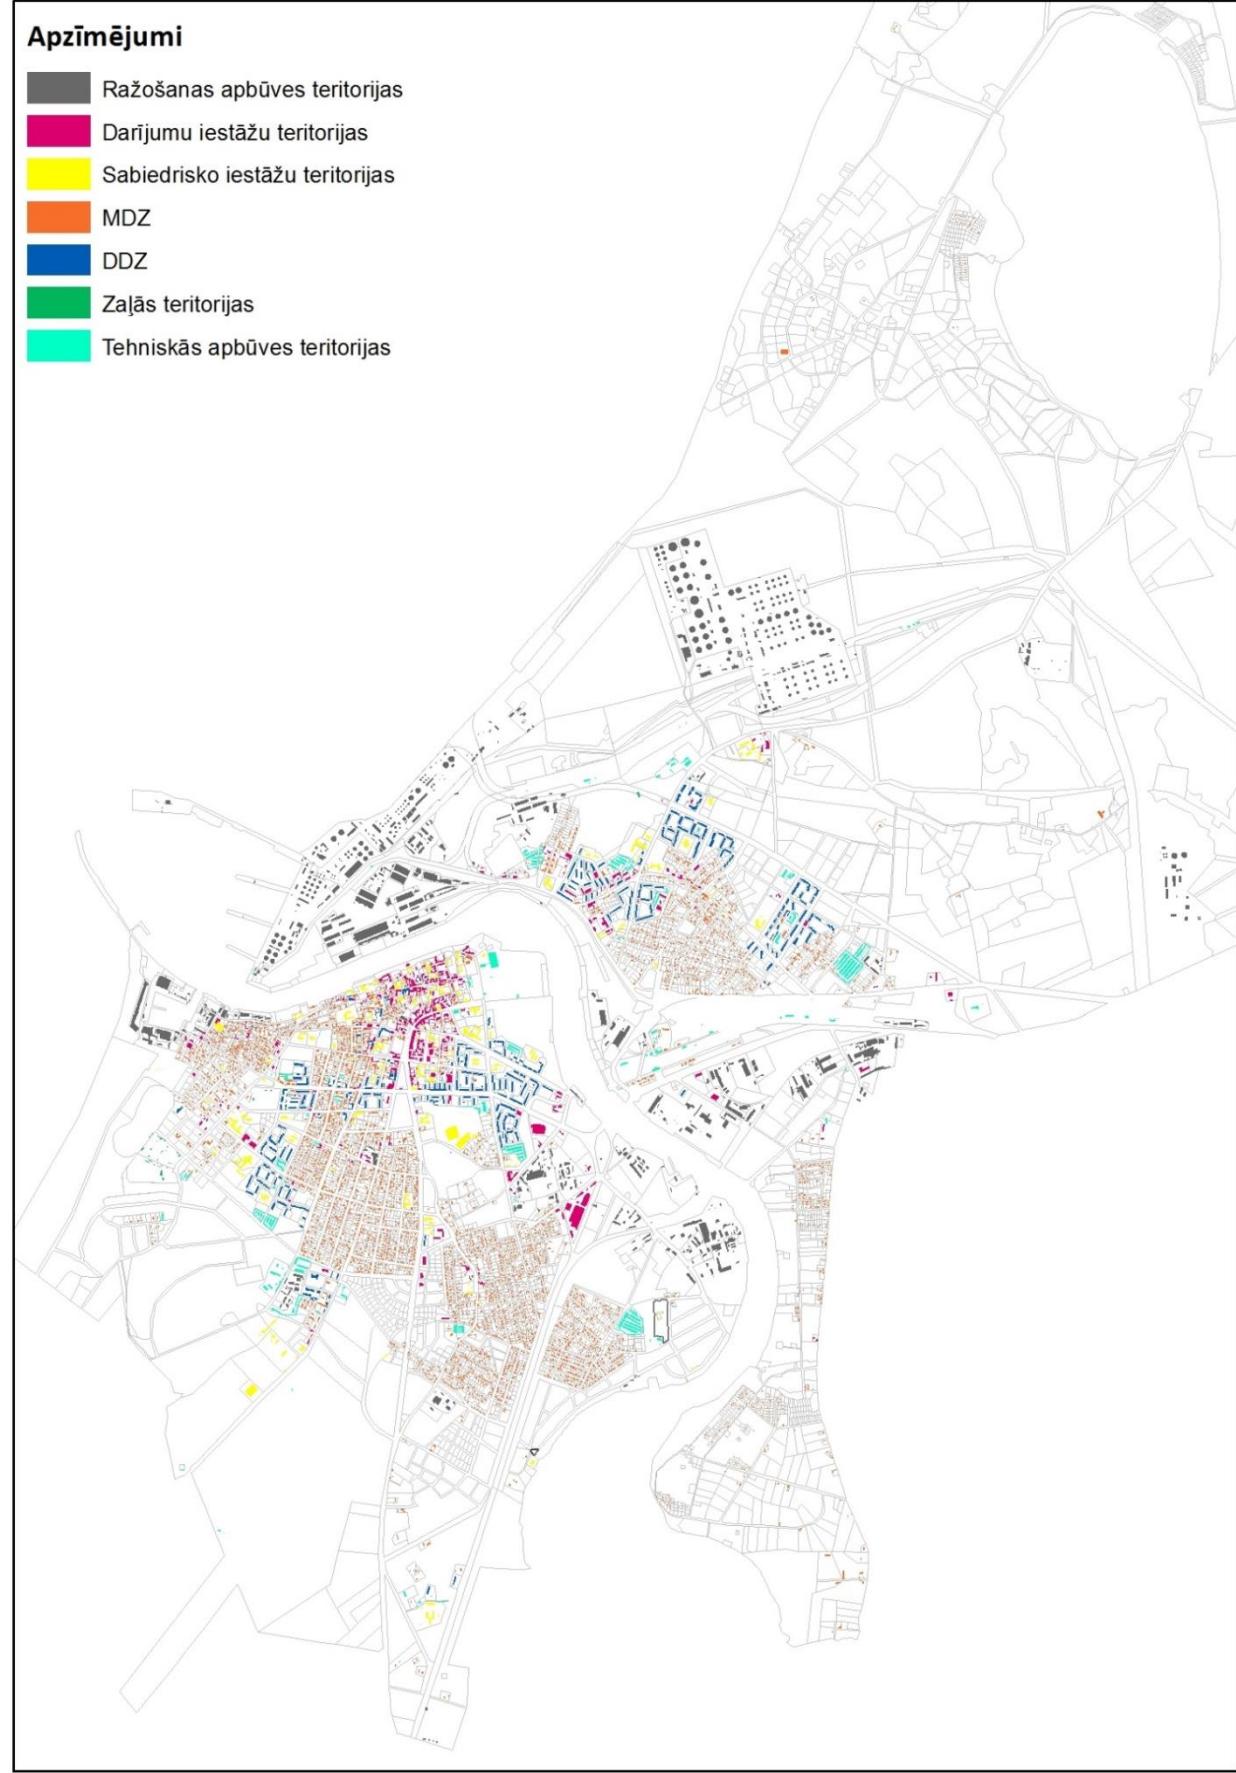 Apzīmējumi
Ražošanas apbūves teritorijas
Darījumu iestāžu teritorijas
Sabiedrisko iestāžu teritorijas
MDZ
DDZ
Zaļās teritorijas
Tehniskās apbūves teritorijas